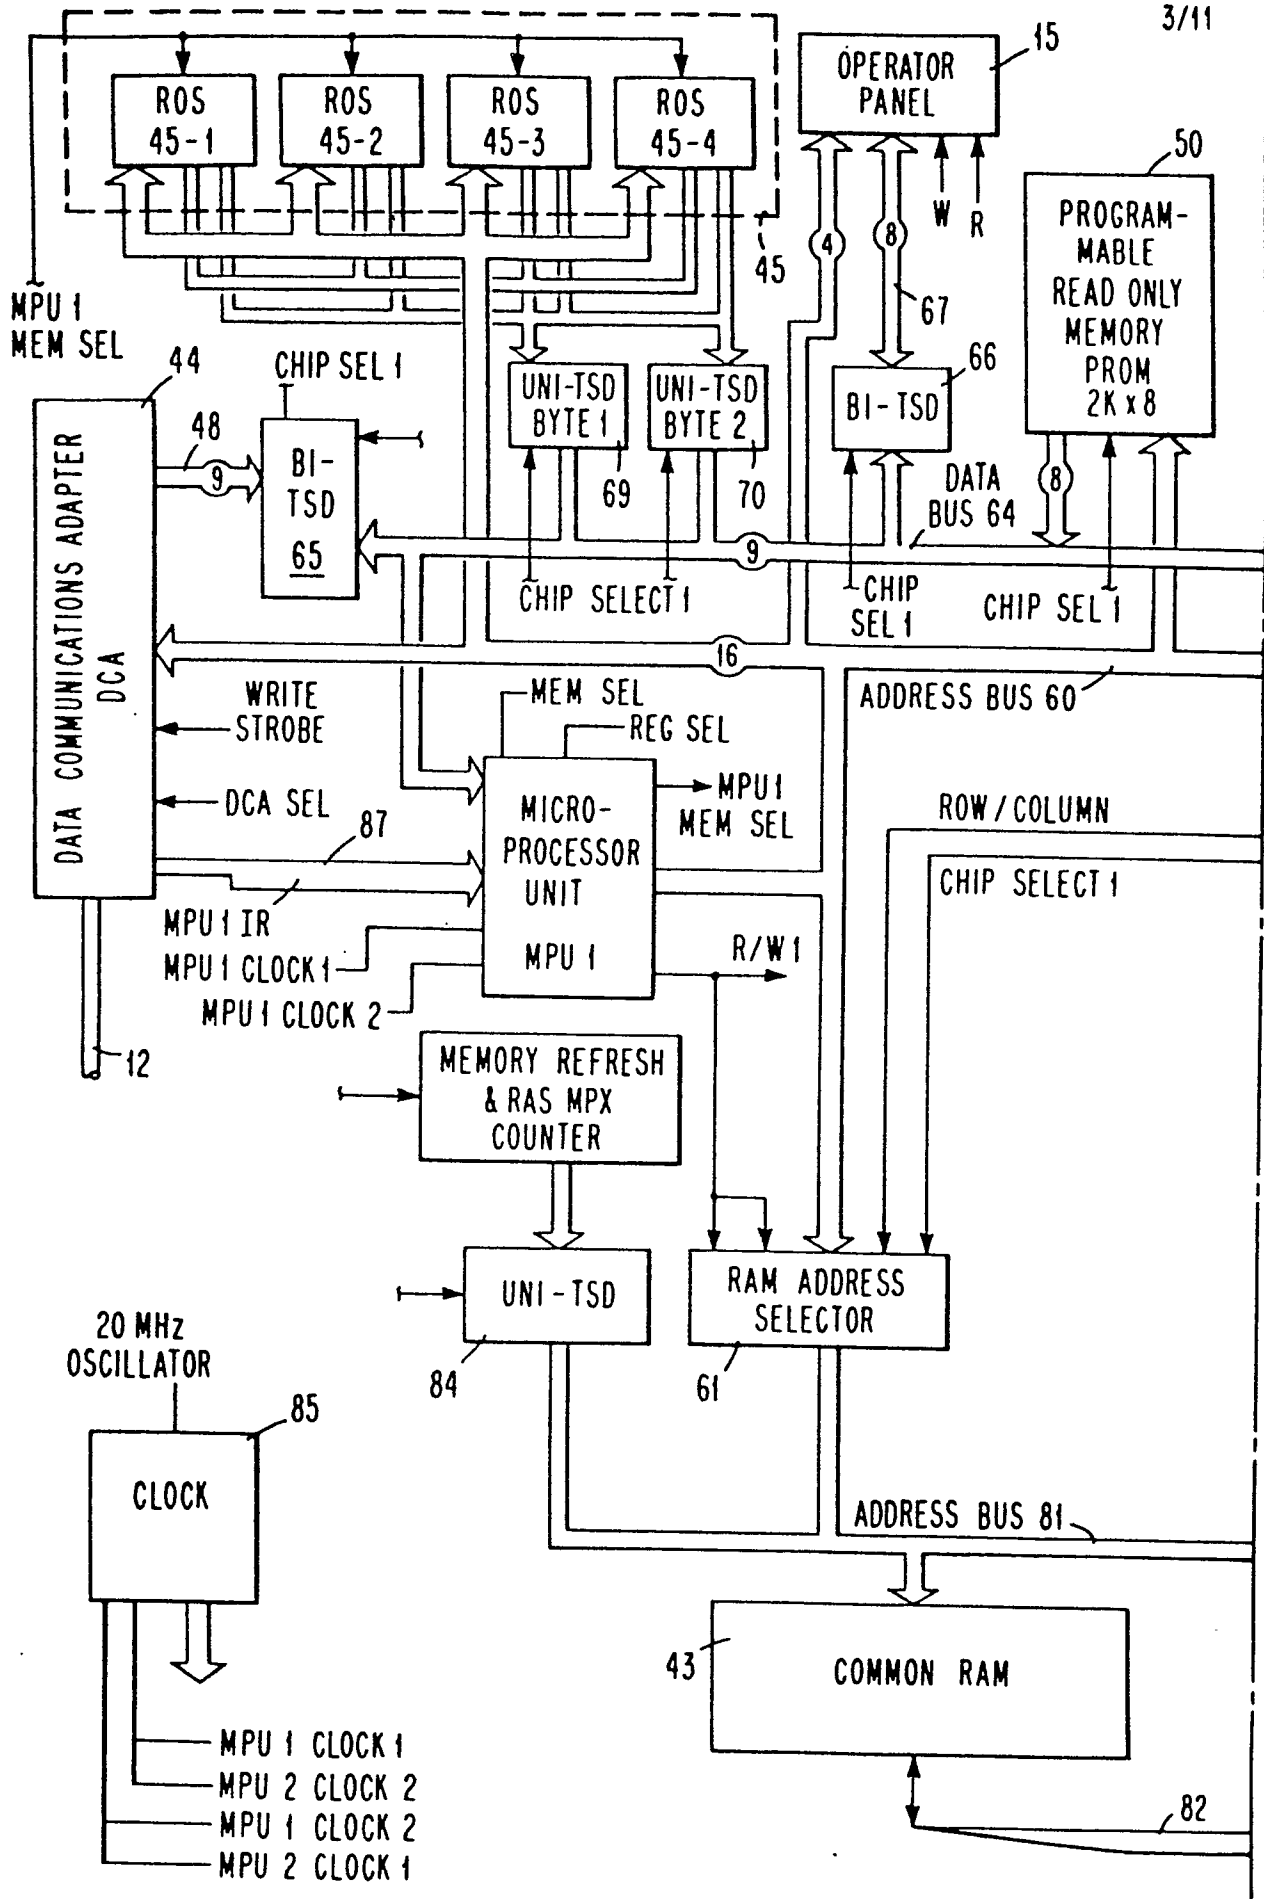 3/11
15
OPERATOR
PANEL
ROS
45-1
ROS
45-2
ROS
45-3
ROS
45-4
50
PROGRAM-
MABLE
READ ONLY
MEMORY
PROM
2K x 8
W
R
4
8
45
67
MPU 1
MEM SEL
44
CHIP SEL 1
48
9
BI-
TSD
65
UNI-TSD
BYTE 1
UNI-TSD
BYTE 2
66
BI-TSD
69
70
DATA
BUS 64
8
9
CHIP SELECT 1
CHIP
SEL 1
CHIP SEL 1
DATA COMMUNICATIONS ADAPTER
DCA
16
ADDRESS BUS 60
WRITE
STROBE
MEM SEL
REG SEL
DCA SEL
87
MICRO-
PROCESSOR
UNIT
MPU 1
MPU 1
MEM SEL
ROW/COLUMN
CHIP SELECT 1
MPU 1 IR
MPU 1 CLOCK 1
MPU 1 CLOCK 2
R/W 1
12
MEMORY REFRESH
& RAS MPX
COUNTER
UNI-TSD
84
RAM ADDRESS
SELECTOR
61
20 MHz
OSCILLATOR
85
CLOCK
ADDRESS BUS 81
43
COMMON RAM
MPU 1 CLOCK 1
MPU 2 CLOCK 2
MPU 1 CLOCK 2
MPU 2 CLOCK 1
82